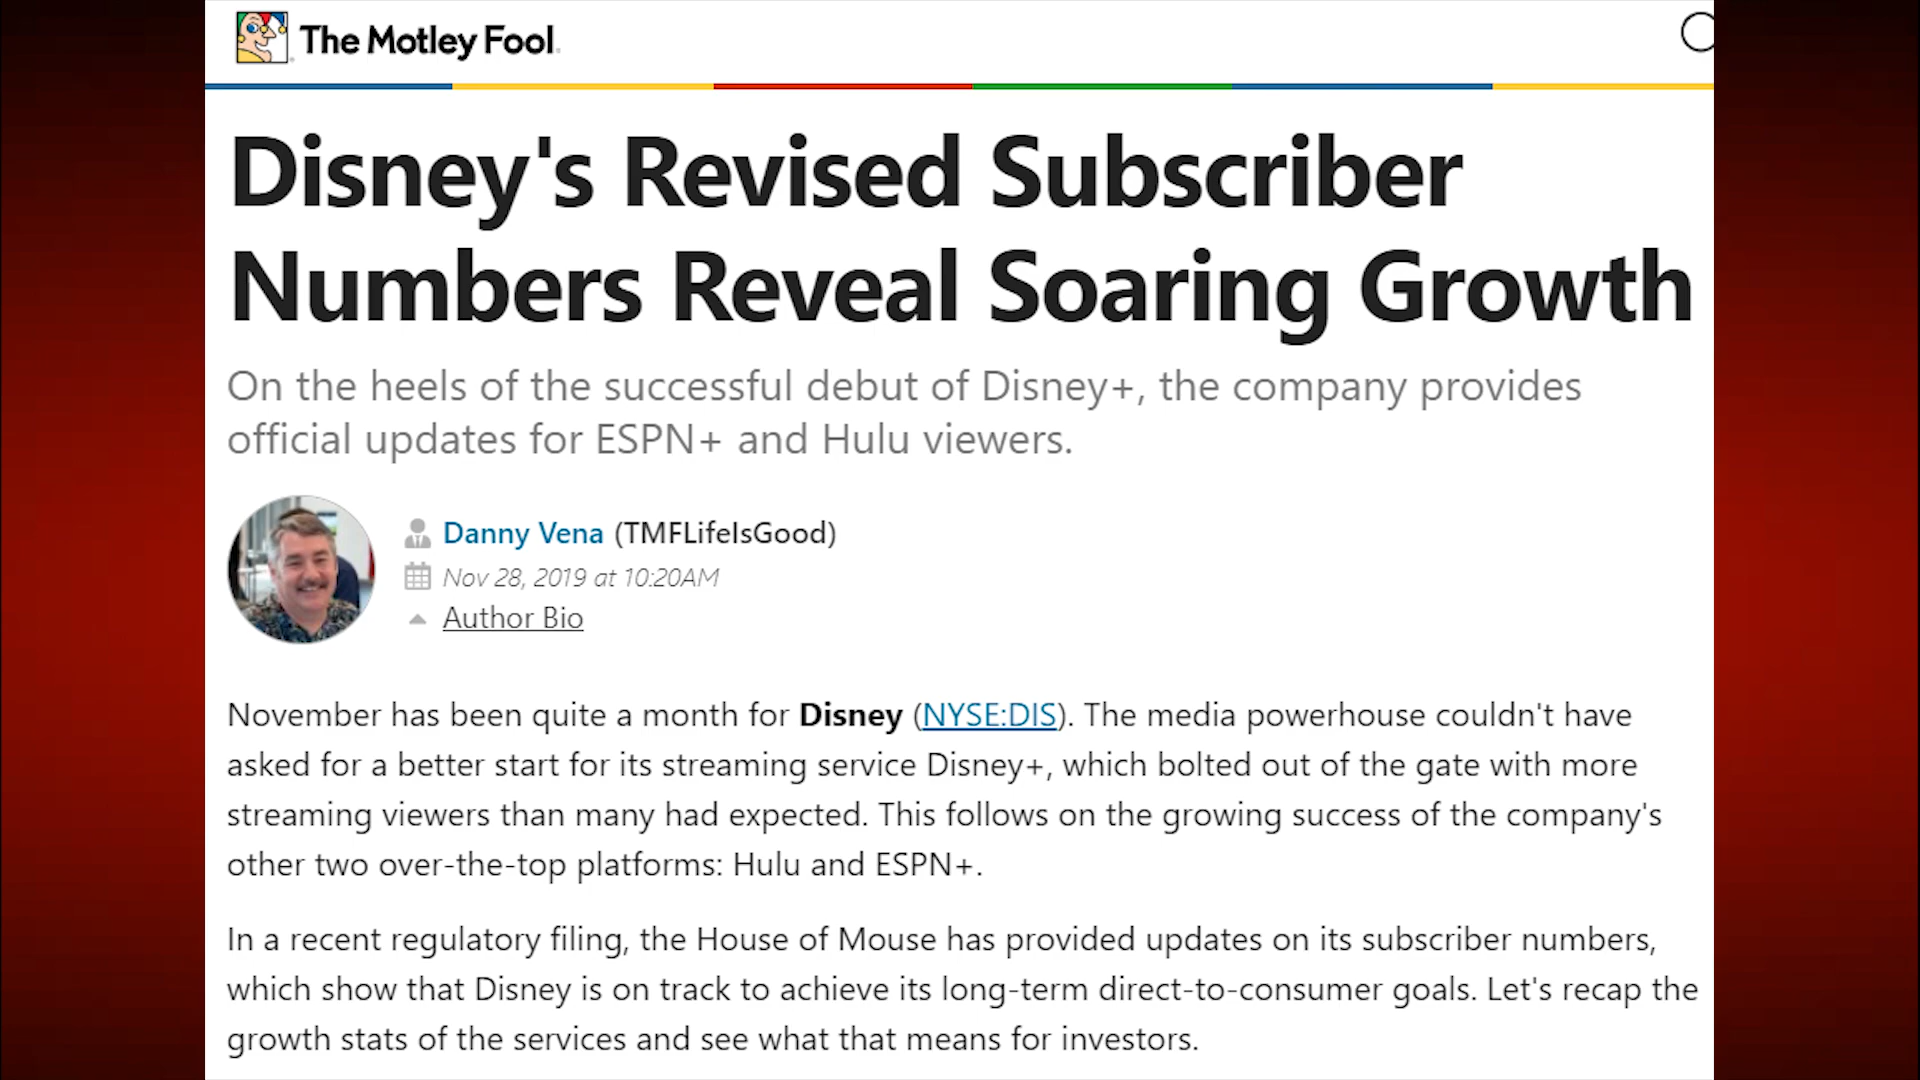 The Motley Fool.
Disney's Revised Subscriber
Numbers Reveal Soaring Growth
On the heels of the successful debut of Disney+, the company provides
official updates for ESPN+ and Hulu viewers.
Danny Vena (TMFLifeIsGood)
Nov 28, 2019 at 10:20AM
Author Bio
November has been quite a month for Disney (NYSE:DIS). The media powerhouse couldn't have
asked for a better start for its streaming service Disney+, which bolted out of the gate with more
streaming viewers than many had expected. This follows on the growing success of the company's
other two over-the-top platforms: Hulu and ESPN+.
In a recent regulatory filing, the House of Mouse has provided updates on its subscriber numbers,
which show that Disney is on track to achieve its long-term direct-to-consumer goals. Let's recap the
growth stats of the services and see what that means for investors.